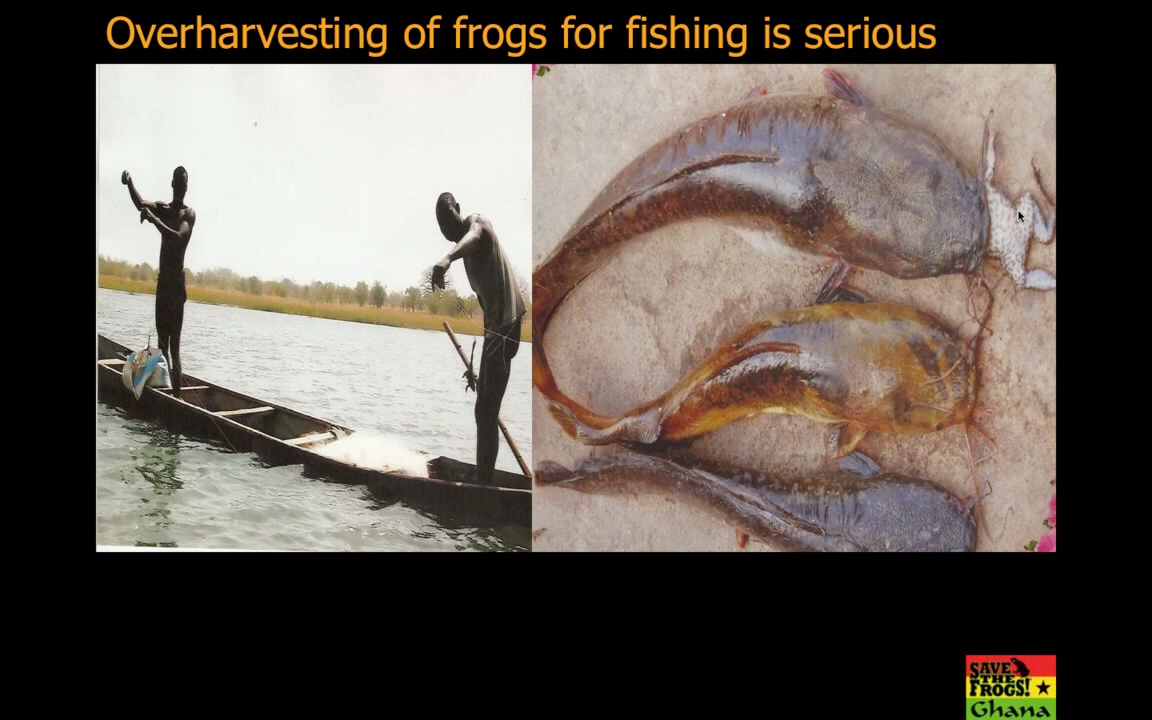 Overharvesting of frogs for fishing is serious
SAVE
THE
FROGS!
Ghana